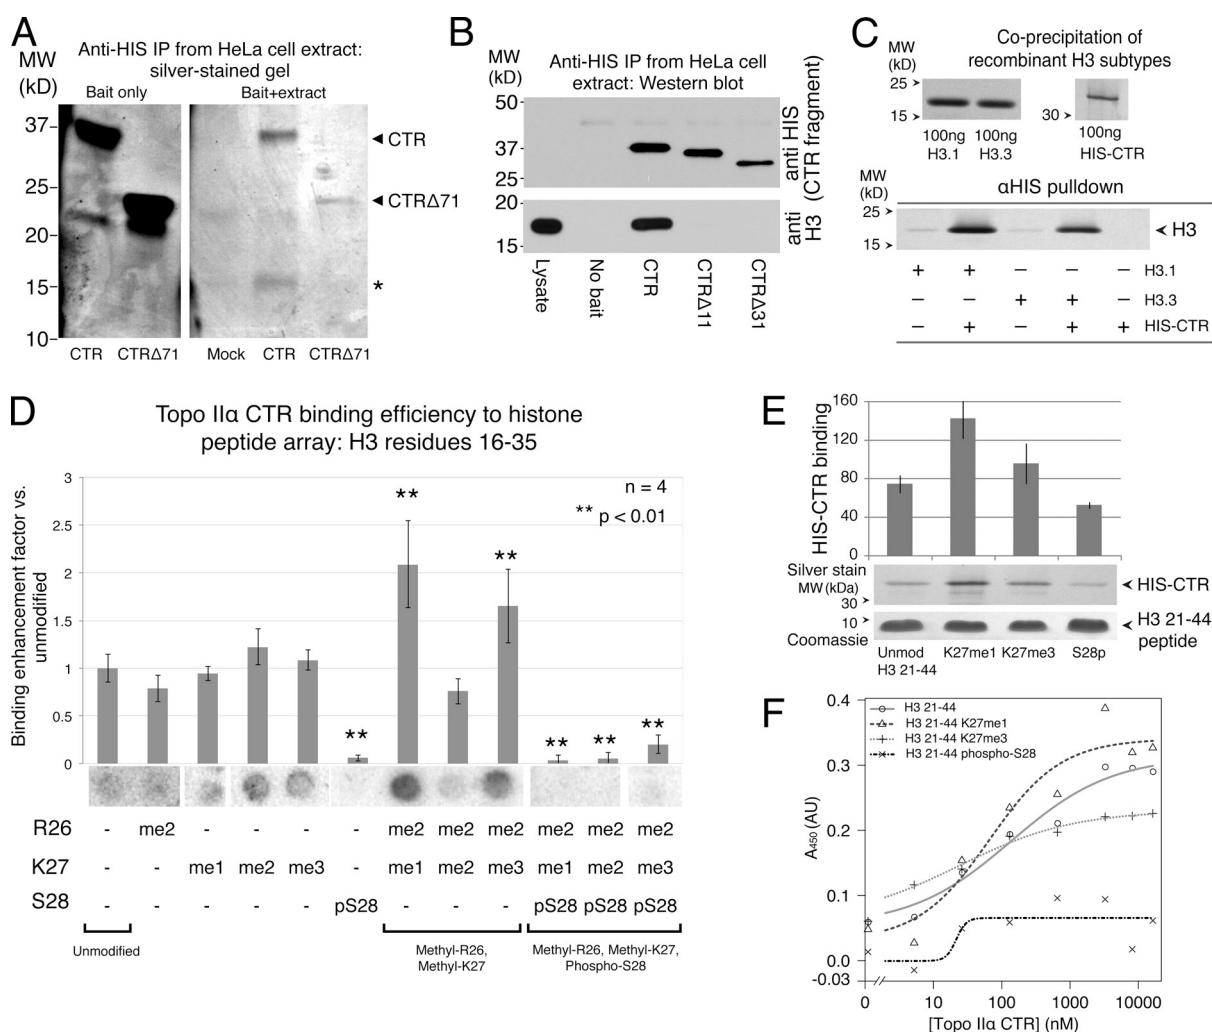 A
Anti-HIS IP from HeLa cell extract:
silver-stained gel
MW
(kD)
Bait only
Bait+extract
37
25
20
15
10
CTR
CTRΔ71
*
CTR
CTRΔ71
Mock
CTR
CTRΔ71
B
MW
(kD)
Anti-HIS IP from HeLa cell
extract: Western blot
50
37
25
20
15
anti HIS
(CTR fragment)
anti
H3
Lysate
No bait
CTR
CTRΔ11
CTRΔ31
C
Co-precipitation of
recombinant H3 subtypes
MW
(kD)
25
15
30
100ng
H3.1
100ng
H3.3
100ng
HIS-CTR
αHIS pulldown
MW
(kD)
25
15
H3
+ + − − − H3.1
− − + + − H3.3
− + − + + HIS-CTR
D
Topo IIα CTR binding efficiency to histone
peptide array: H3 residues 16-35
Binding enhancement factor vs.
unmodified
3
2.5
2
1.5
1
0.5
0
n = 4
** p < 0.01
**
**
**
**
**
**
R26 - me2 - - - - me2 me2 me2 me2 me2 me2
K27 - - me1 me2 me3 - me1 me2 me3 me1 me2 me3
S28 - - - - - pS28 - - - pS28 pS28 pS28
Unmodified
Methyl-R26,
Methyl-K27
Methyl-R26, Methyl-K27,
Phospho-S28
E
HIS-CTR binding
160
120
80
40
0
Silver stain
MW (kDa)
30
10
Coomassie
HIS-CTR
H3 21-44
peptide
Unmod
H3 21-44
K27me1
K27me3
S28p
F
H3 21-44
H3 21-44 K27me1
H3 21-44 K27me3
H3 21-44 phospho-S28
A450 (AU)
0.4
0.3
0.2
0.1
0.0
-0.03
0 10 100 1000 10000
[Topo IIα CTR] (nM)